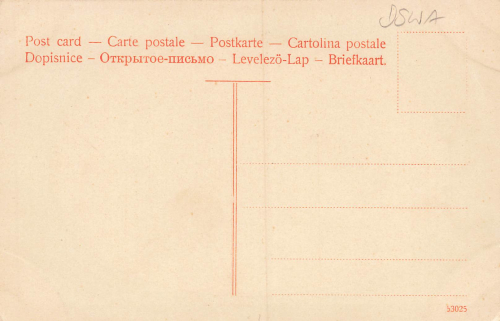 DSWA
Post card — Carte postale — Postkarte — Cartolina postale
Dopisnice – Открытое-письмо – Levelezö-Lap – Briefkaart.
53025